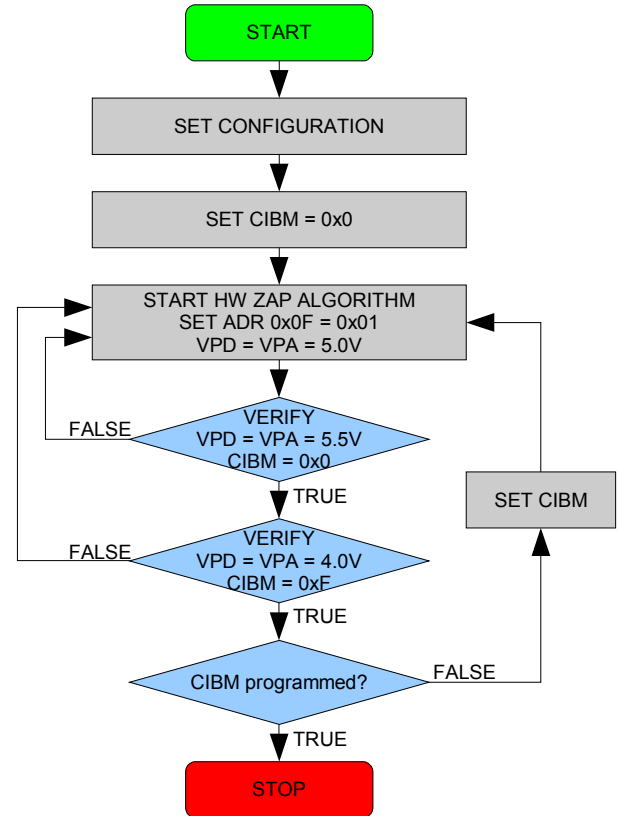 START
SET CONFIGURATION
SET CIBM = 0x0
START HW ZAP ALGORITHM
SET ADR 0x0F = 0x01
VPD = VPA = 5.0V
FALSE
VERIFY
VPD = VPA = 5.5V
CIBM = 0x0
TRUE
SET CIBM
FALSE
VERIFY
VPD = VPA = 4.0V
CIBM = 0xF
TRUE
CIBM programmed?
FALSE
TRUE
STOP